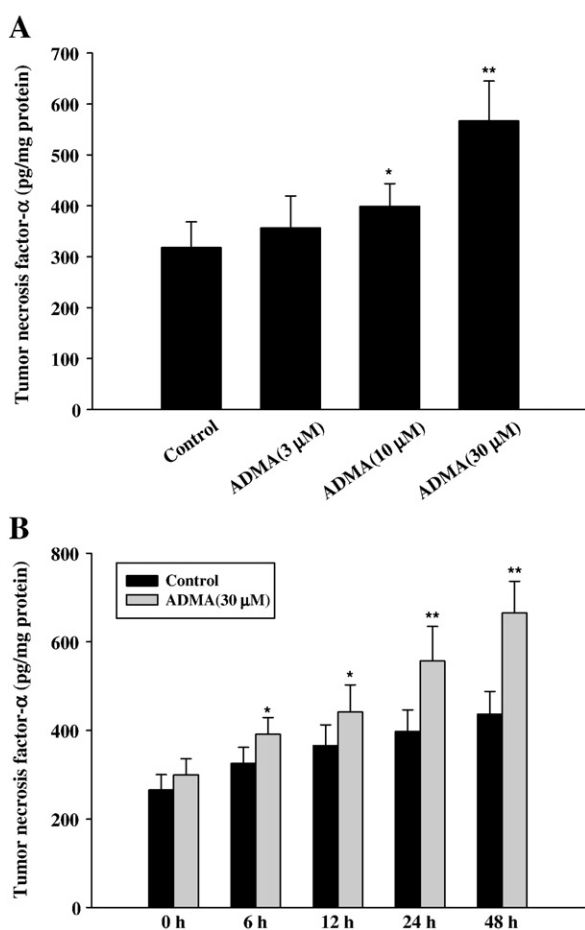 A
Tumor necrosis factor-α (pg/mg protein)
700
600
500
400
300
200
100
0
**
*
Control
ADMA(3 μM)
ADMA(10 μM)
ADMA(30 μM)
B
Tumor necrosis factor-α (pg/mg protein)
800
600
400
200
0
Control
ADMA(30 μM)
*
*
**
**
0 h
6 h
12 h
24 h
48 h